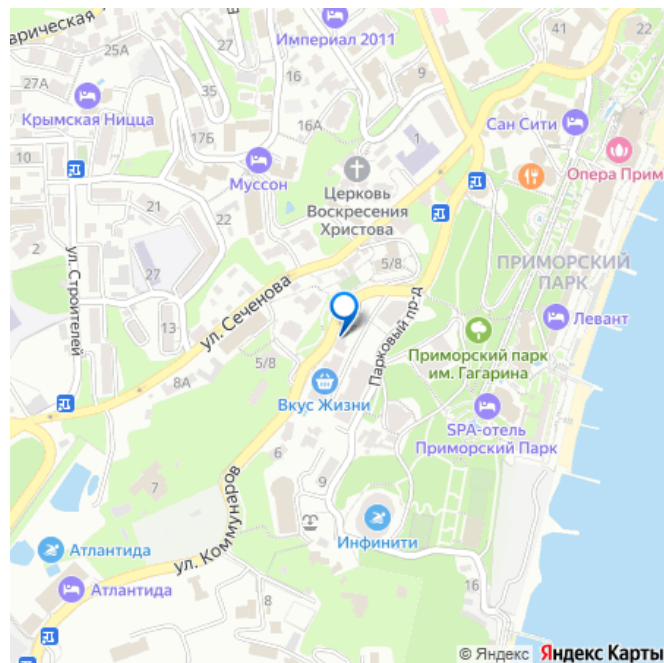 врическая ул
25А
22
41
Империал 2011
27А
16
9
35
Крымская Ницца
16А
17Б
1
Сан Сити
10
Опера Прим
Муссон
Церковь
Воскресения
Христова
21
22
2
5/8
ПРИМОРСКИЙ
ПАРК
27
ул. Строителей
ул. Сеченова
Левант
13
Парковый пр-д
Приморский парк
им. Гагарина
5/8
8А
Вкус Жизни
SPA-отель
Приморский Парк
6
7
9
ул. Коммунаров
Инфинити
Атлантида
16
Атлантида
8
© Яндекс Яндекс Карты